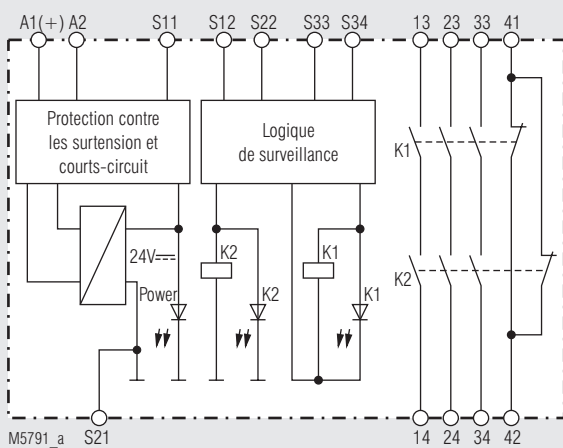 A1(+) A2 S11 S12 S22 S33 S34 13 23 33 41
Protection contre
les surtension et
courts-circuit
Logique
de surveillance
K1
24V
K2 K1
K2
Power K2 K1
M5791_a S21 14 24 34 42